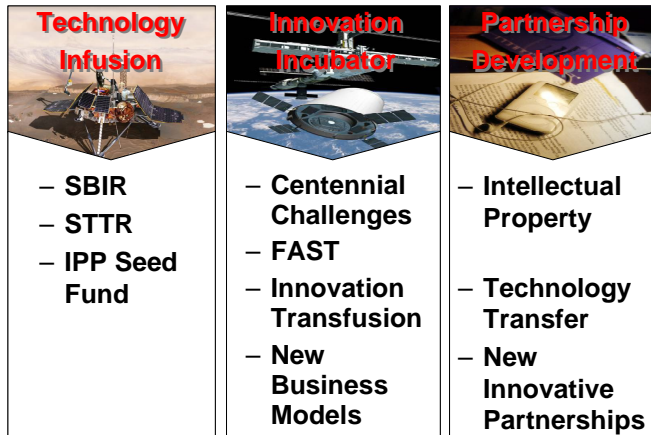 Technology
Infusion
– SBIR
– STTR
– IPP Seed
Fund
Innovation
Incubator
– Centennial
Challenges
– FAST
– Innovation
Transfusion
– New
Business
Models
Partnership
Development
– Intellectual
Property
– Technology
Transfer
– New
Innovative
Partnerships